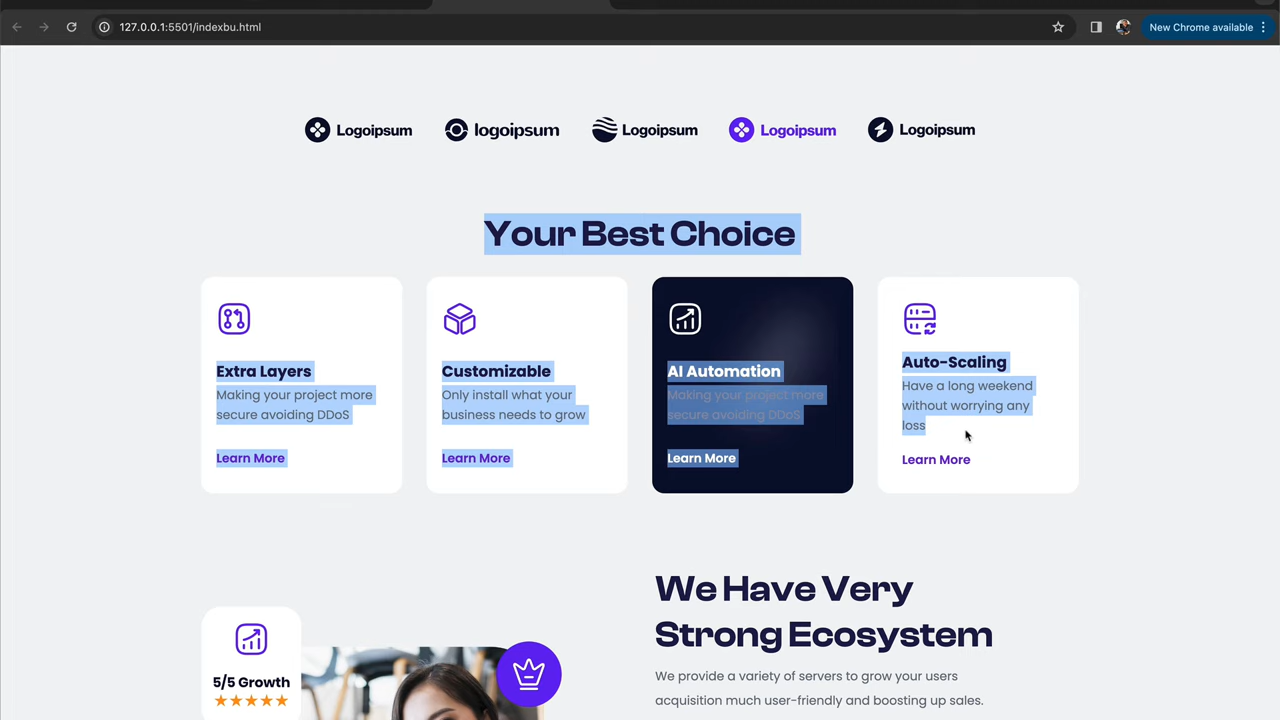 127.0.0.1:5501/indexbu.html
New Chrome available
Logoipsum
logoipsum
Logoipsum
Logoipsum
Logoipsum
Your Best Choice
Extra Layers
Making your project more
secure avoiding DDoS
Learn More
Customizable
Only install what your
business needs to grow
Learn More
AI Automation
Making your project more
secure avoiding DDoS
Learn More
Auto-Scaling
Have a long weekend
without worrying any
loss
Learn More
5/5 Growth
We Have Very
Strong Ecosystem
We provide a variety of servers to grow your users
acquisition much user-friendly and boosting up sales.